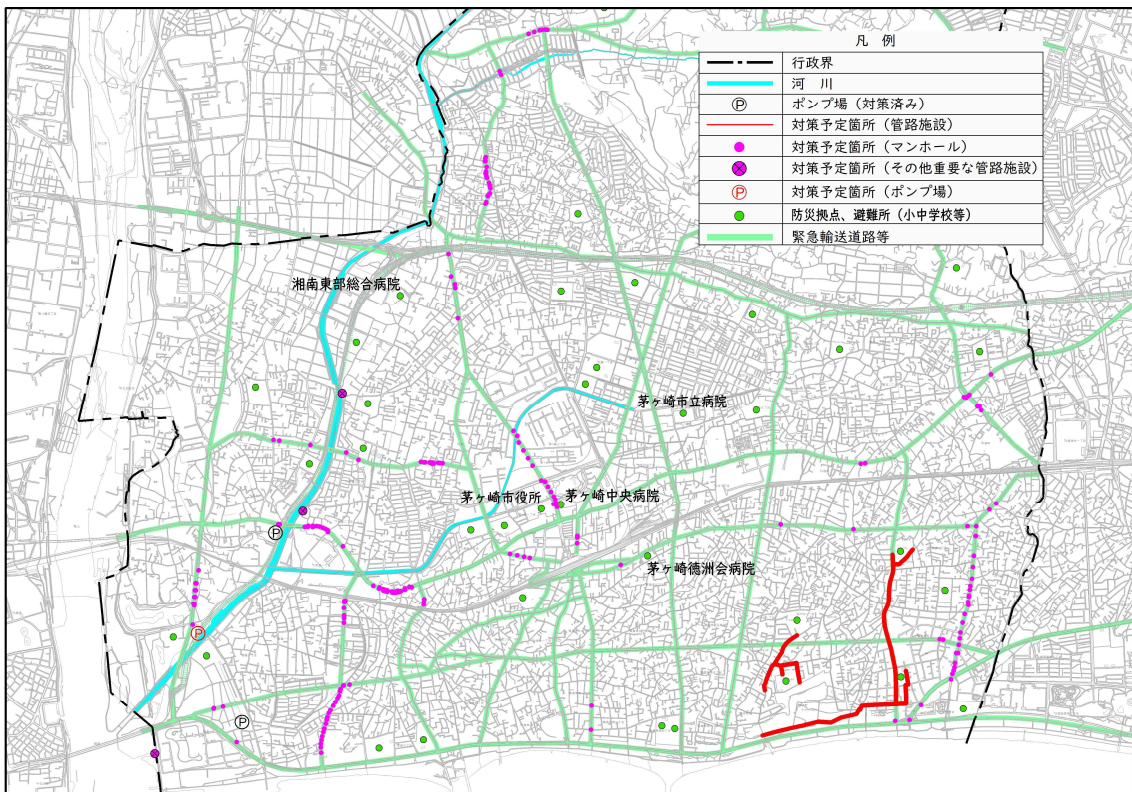 凡 例
行政界
河 川
Ⓟ ポンプ場（対策済み）
対策予定箇所（管路施設）
対策予定箇所（マンホール）
対策予定箇所（その他重要な管路施設）
Ⓟ 対策予定箇所（ポンプ場）
防災拠点、避難所（小中学校等）
緊急輸送道路等
湘南東部総合病院
茅ヶ崎市立病院
茅ヶ崎市役所
茅ヶ崎中央病院
Ⓟ
茅ヶ崎徳洲会病院
Ⓟ
Ⓟ